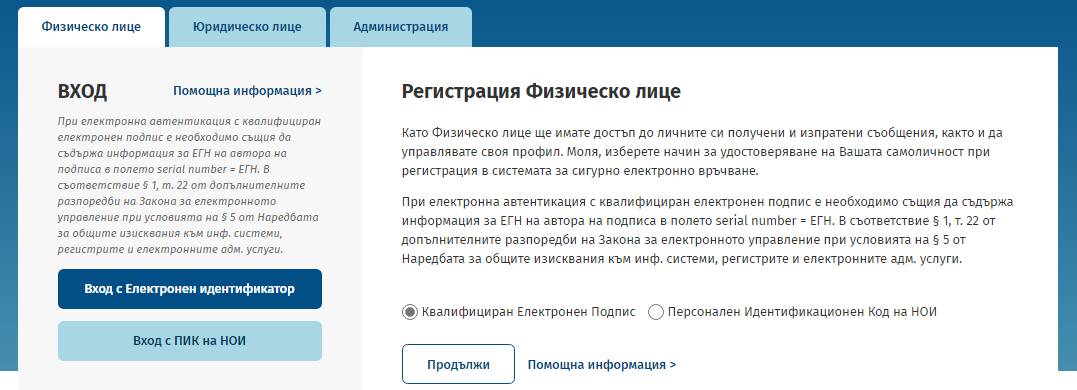 Физическо лице
Юридическо лице
Администрация
ВХОД
Помощна информация >
При електронна автентикация с квалифициран
електронен подпис е необходимо същия да
съдържа информация за ЕГН на автора на
подписа в полето serial number = ЕГН. В
съответствие § 1, т. 22 от допълнителните
разпоредби на Закона за електронното
управление при условията на § 5 от Наредбата
за общите изисквания към инф. системи,
регистрите и електронните адм. услуги.
Вход с Електронен идентификатор
Вход с ПИК на НОИ
Регистрация Физическо лице
Като Физическо лице ще имате достъп до личните си получени и изпратени съобщения, както и да
управлявате своя профил. Моля, изберете начин за удостоверяване на Вашата самоличност при
регистрация в системата за сигурно електронно връчване.
При електронна автентикация с квалифициран електронен подпис е необходимо същия да съдържа
информация за ЕГН на автора на подписа в полето serial number = ЕГН. В съответствие § 1, т. 22 от
допълнителните разпоредби на Закона за електронното управление при условията на § 5 от
Наредбата за общите изисквания към инф. системи, регистрите и електронните адм. услуги.
Квалифициран Електронен Подпис
Персонален Идентификационен Код на НОИ
Продължи
Помощна информация >